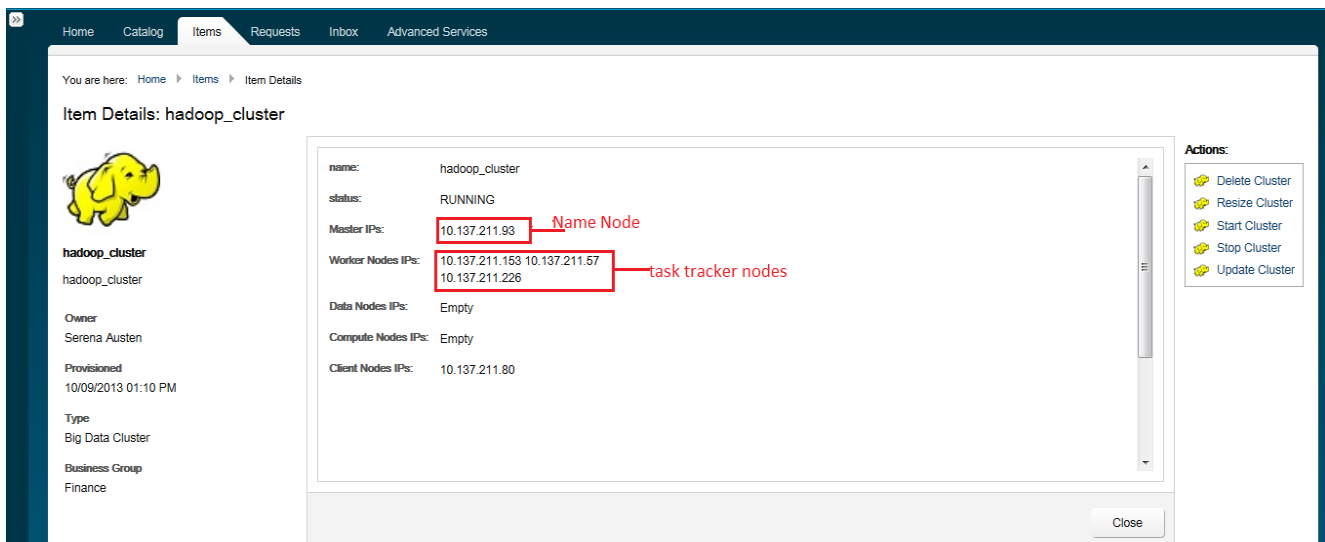 Home Catalog Items Requests Inbox Advanced Services
You are here: Home Items Item Details
Item Details: hadoop_cluster
hadoop_cluster
hadoop_cluster
Owner
Serena Austen
Provisioned
10/09/2013 01:10 PM
Type
Big Data Cluster
Business Group
Finance
name: hadoop_cluster
status: RUNNING
Master IPs: 10.137.211.93 Name Node
Worker Nodes IPs: 10.137.211.153 10.137.211.57
10.137.211.226
task tracker nodes
Data Nodes IPs: Empty
Compute Nodes IPs: Empty
Client Nodes IPs: 10.137.211.80
Close
Actions:
Delete Cluster
Resize Cluster
Start Cluster
Stop Cluster
Update Cluster